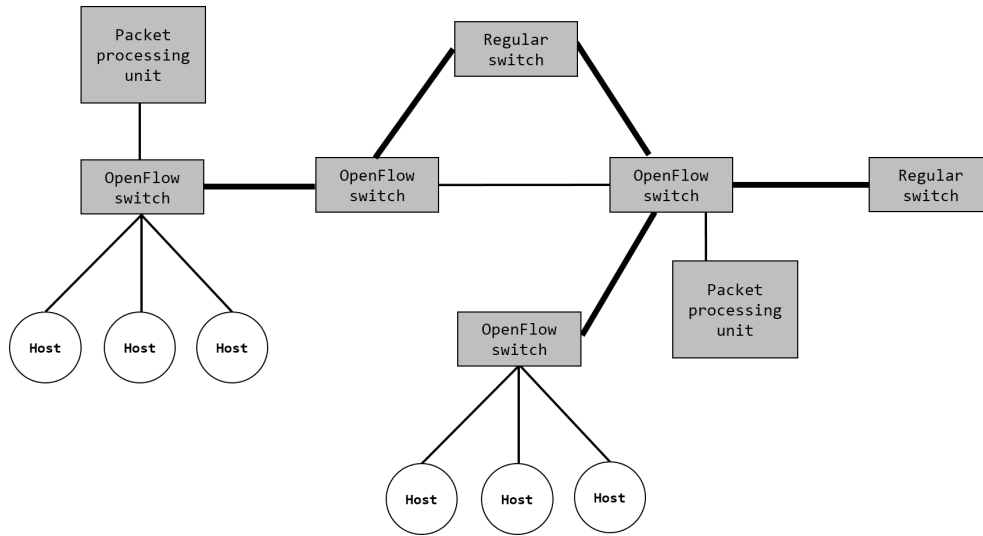 Packet
processing
unit
Regular
switch
OpenFlow
switch
OpenFlow
switch
OpenFlow
switch
Regular
switch
Packet
processing
unit
OpenFlow
switch
Host
Host
Host
Host
Host
Host